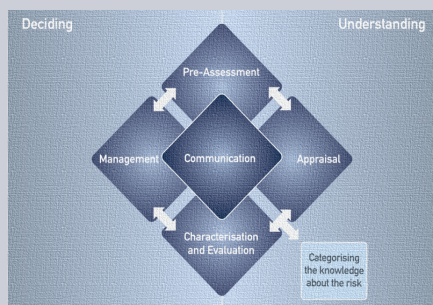 Deciding
Understanding
Pre-Assessment
Management
Communication
Appraisal
Characterisation
and Evaluation
Categorising
the knowledge
about the risk